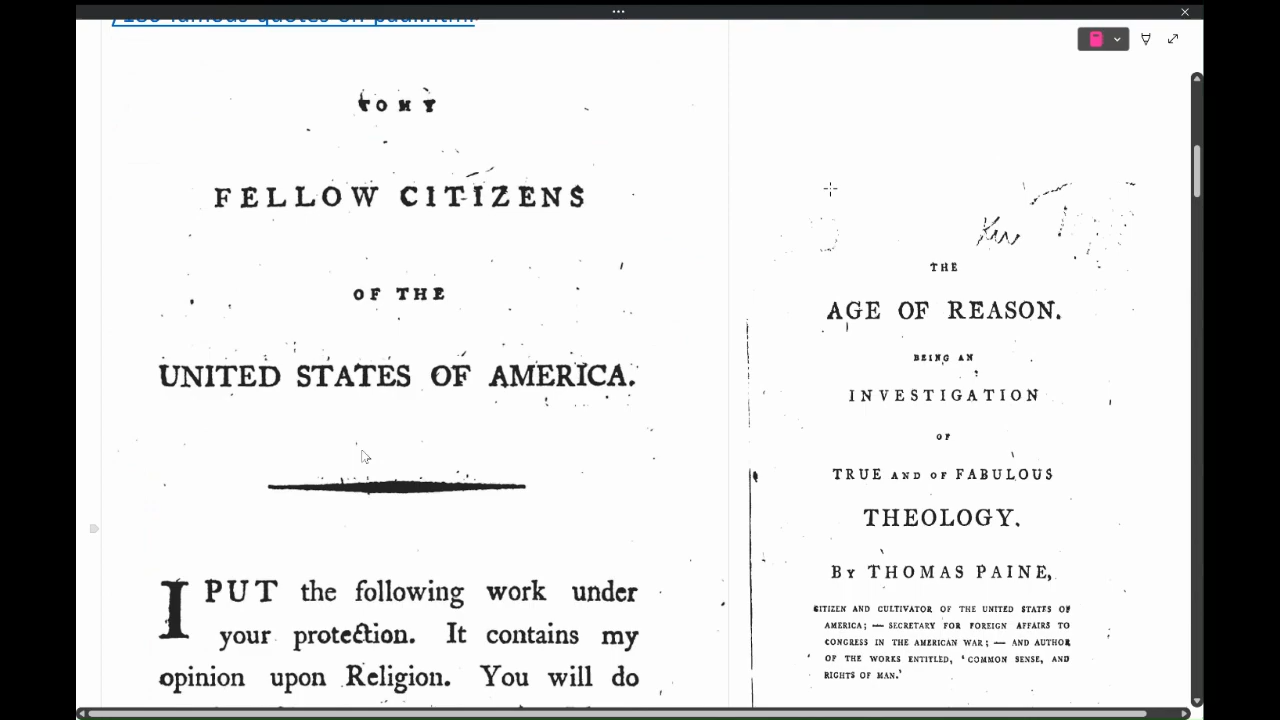 TO MY
FELLOW CITIZENS
OF THE
UNITED STATES OF AMERICA.
I PUT the following work under
your protection. It contains my
opinion upon Religion. You will do
THE
AGE OF REASON.
BEING AN
INVESTIGATION
OF
TRUE AND OF FABULOUS
THEOLOGY.
BY THOMAS PAINE,
CITIZEN AND CULTIVATOR OF THE UNITED STATES OF
AMERICA; — SECRETARY FOR FOREIGN AFFAIRS TO
CONGRESS IN THE AMERICAN WAR; — AND AUTHOR
OF THE WORKS ENTITLED, 'COMMON SENSE, AND
RIGHTS OF MAN.'